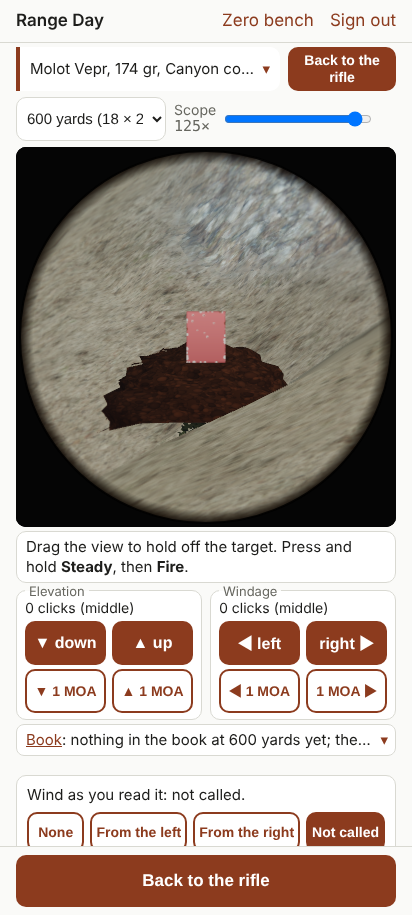 Range Day
Zero bench
Sign out
Molot Vepr, 174 gr, Canyon co... ▼
Back to the
rifle
600 yards (18 × 2
Scope
125×
Drag the view to hold off the target. Press and
hold Steady, then Fire.
Elevation
0 clicks (middle)
▼ down
▲ up
▼ 1 MOA
▲ 1 MOA
Windage
0 clicks (middle)
◀ left
right ▶
◀ 1 MOA
1 MOA ▶
Book: nothing in the book at 600 yards yet; the... ▼
Wind as you read it: not called.
None
From the left
From the right
Not called
Back to the rifle